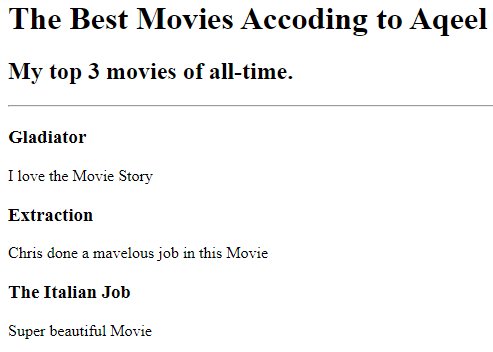 The Best Movies Accoding to Aqeel
My top 3 movies of all-time.
Gladiator
I love the Movie Story
Extraction
Chris done a mavelous job in this Movie
The Italian Job
Super beautiful Movie